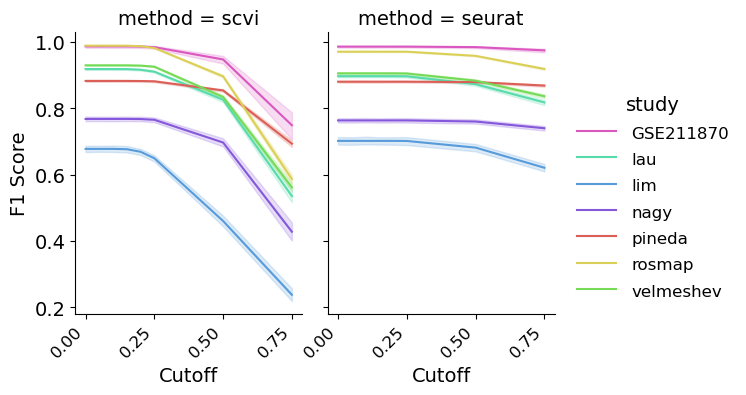 method = scvi
method = seurat
F1 Score
1.0
0.8
0.6
0.4
0.2
0.00
0.25
0.50
0.75
Cutoff
0.00
0.25
0.50
0.75
Cutoff
study
GSE211870
lau
lim
nagy
pineda
rosmap
velmeshev